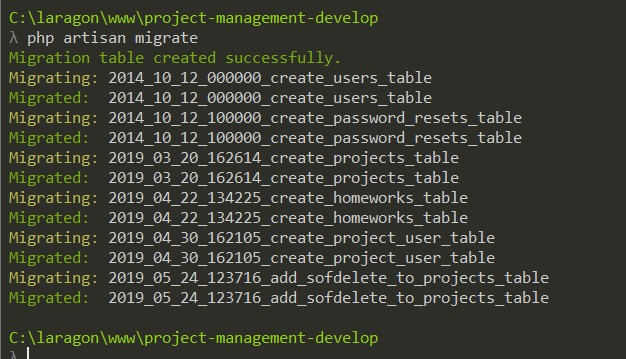 C:\laragon\www\project-management-develop
λ php artisan migrate
Migration table created successfully.
Migrating: 2014_10_12_000000_create_users_table
Migrated:  2014_10_12_000000_create_users_table
Migrating: 2014_10_12_100000_create_password_resets_table
Migrated:  2014_10_12_100000_create_password_resets_table
Migrating: 2019_03_20_162614_create_projects_table
Migrated:  2019_03_20_162614_create_projects_table
Migrating: 2019_04_22_134225_create_homeworks_table
Migrated:  2019_04_22_134225_create_homeworks_table
Migrating: 2019_04_30_162105_create_project_user_table
Migrated:  2019_04_30_162105_create_project_user_table
Migrating: 2019_05_24_123716_add_sofdelete_to_projects_table
Migrated:  2019_05_24_123716_add_sofdelete_to_projects_table
C:\laragon\www\project-management-develop
λ